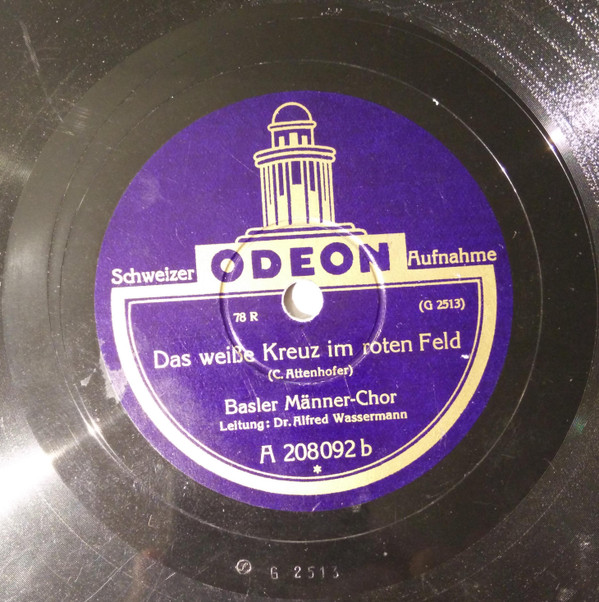 Schweizer ODEON Aufnahme
78 R (G 2513)
Das weiße Kreuz im roten Feld
(C. Attenhofer)
Basler Männer-Chor
Leitung: Dr. Alfred Wassermann
A 208092 b
*
G 2513